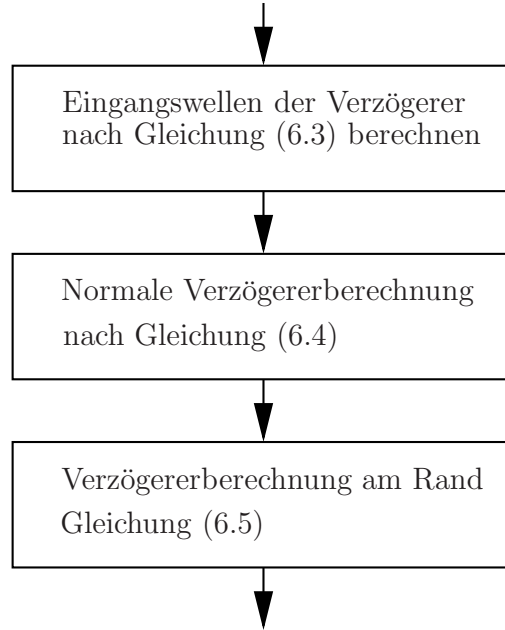 Eingangswellen der Verzögerer
nach Gleichung (6.3) berechnen
Normale Verzögererberechnung
nach Gleichung (6.4)
Verzögererberechnung am Rand
Gleichung (6.5)